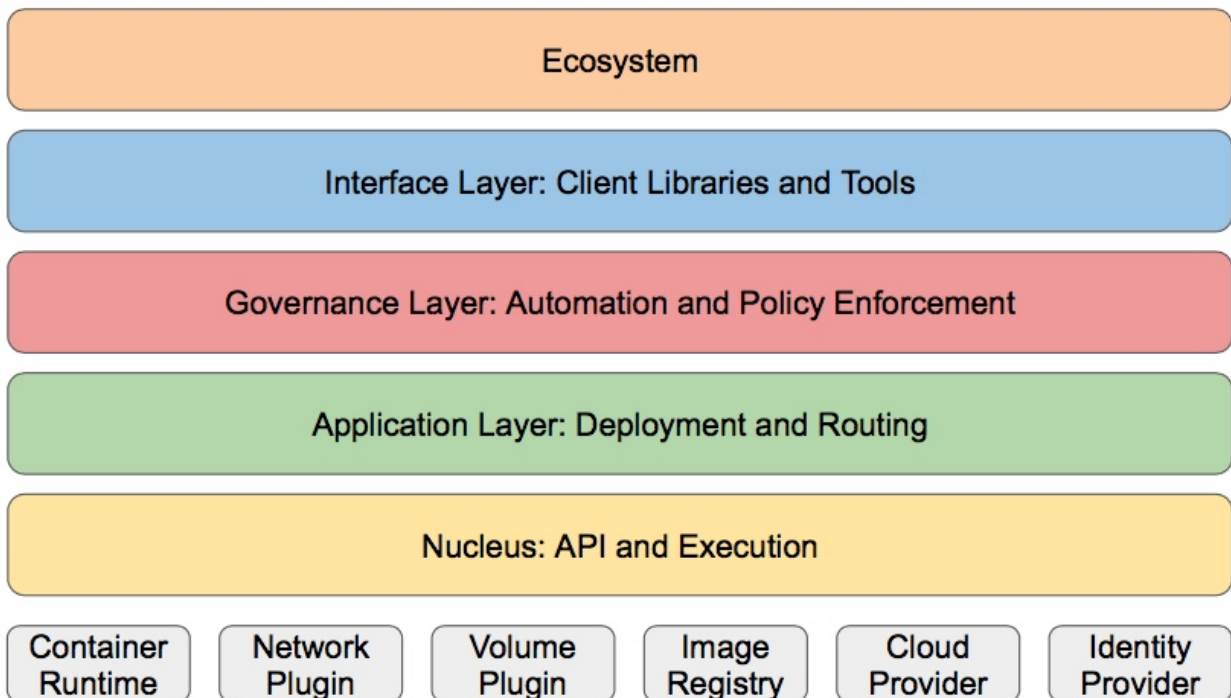 Ecosystem
Interface Layer: Client Libraries and Tools
Governance Layer: Automation and Policy Enforcement
Application Layer: Deployment and Routing
Nucleus: API and Execution
Container
Runtime
Network
Plugin
Volume
Plugin
Image
Registry
Cloud
Provider
Identity
Provider